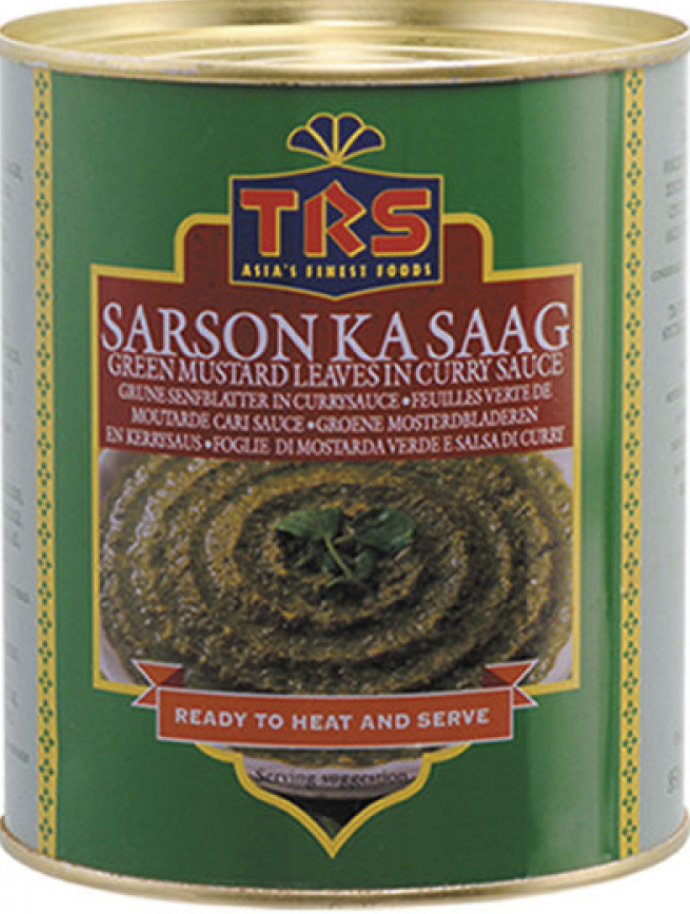 TRS
ASIA'S FINEST FOODS
SARSON KA SAAG
GREEN MUSTARD LEAVES IN CURRY SAUCE
GRUNE SENFBLATTER IN CURRYSAUCE • FEUILLES VERTE DE
MOUTARDE CARI SAUCE • GROENE MOSTERDBLADEREN
EN KERRYSAUS • FOGLIE DI MOSTARDA VERDE E SALSA DI CURRY
READY TO HEAT AND SERVE
Serving suggestion